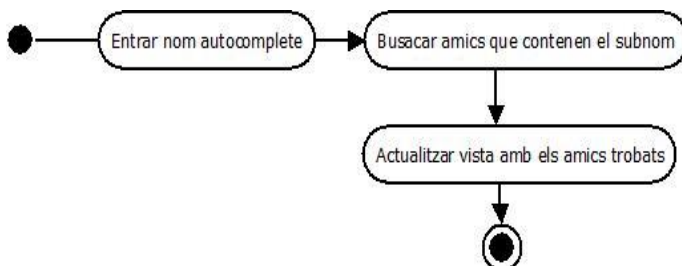 Entrar nom autocomplete
Busacar amics que contenen el subnom
Actualitzar vista amb els amics trobats